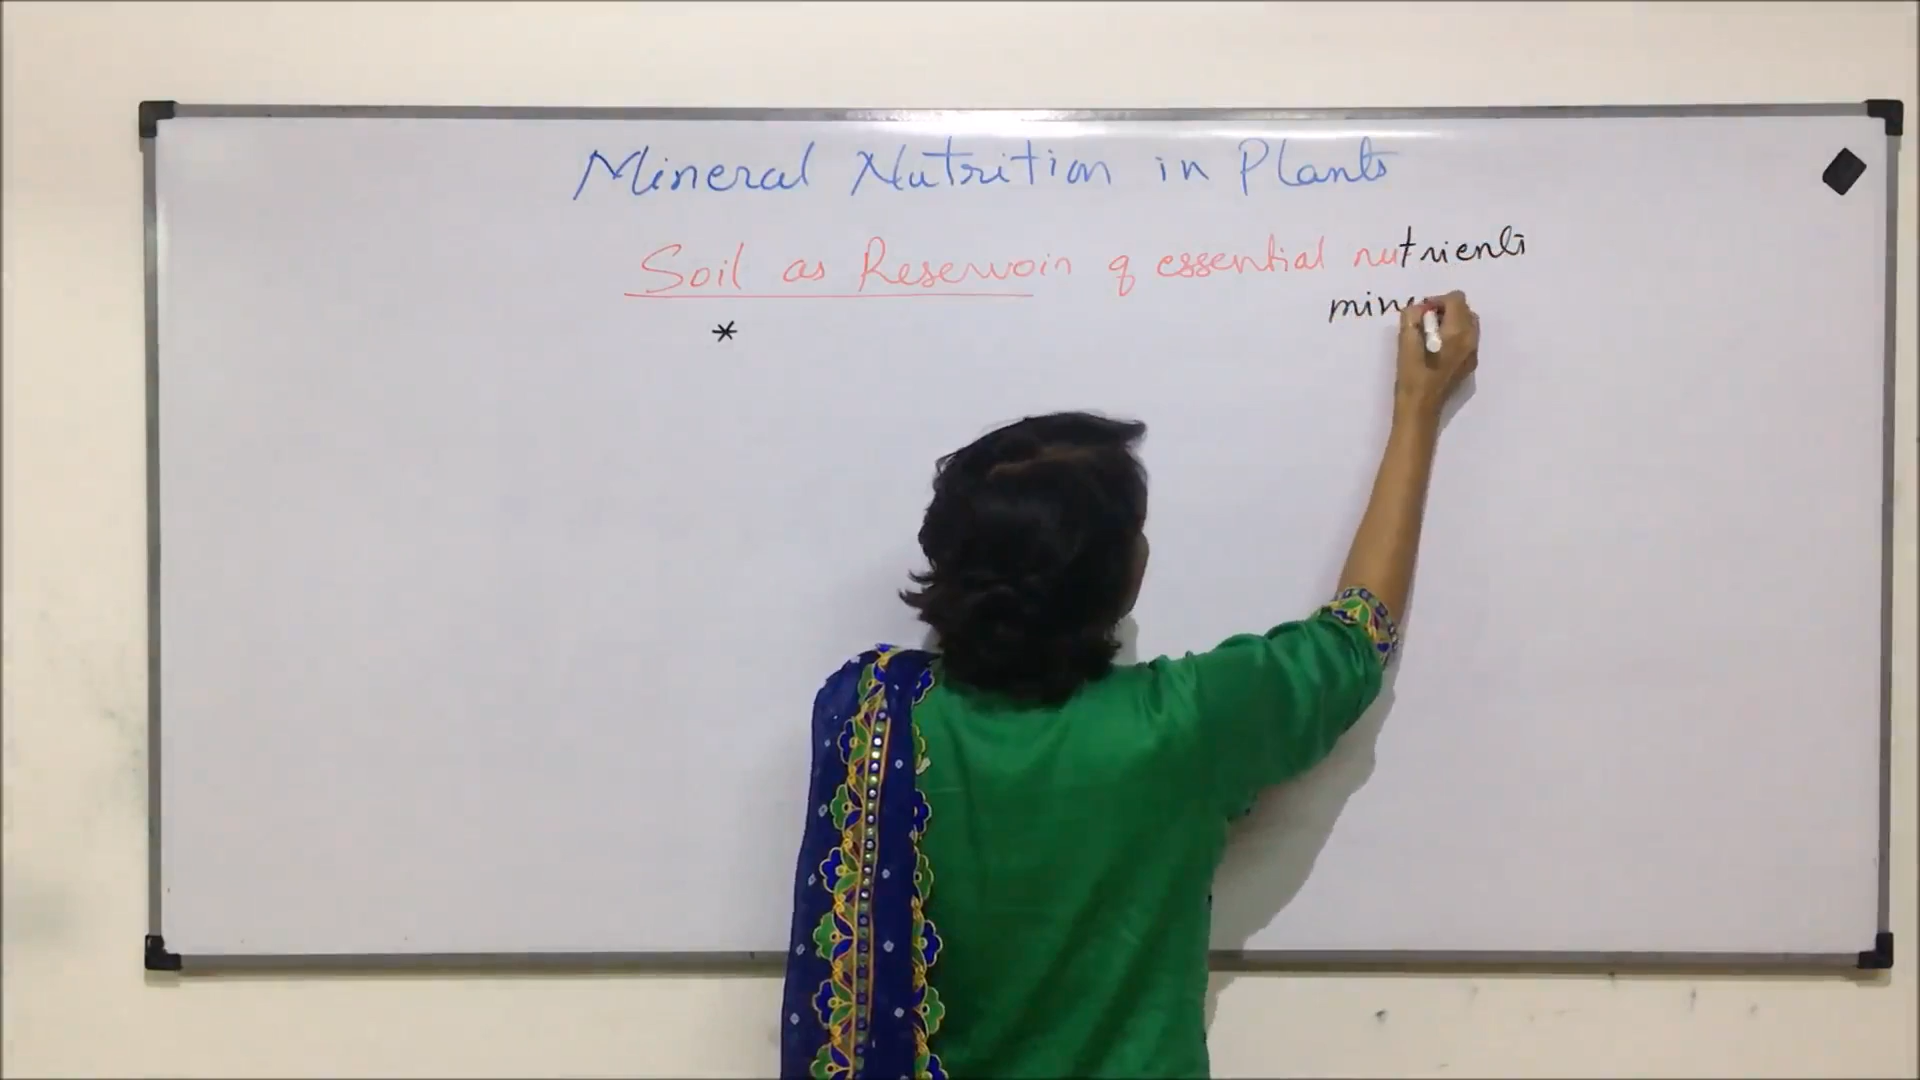 Mineral Nutrition in Plants
Soil as Reservoir of essential nutrients
*